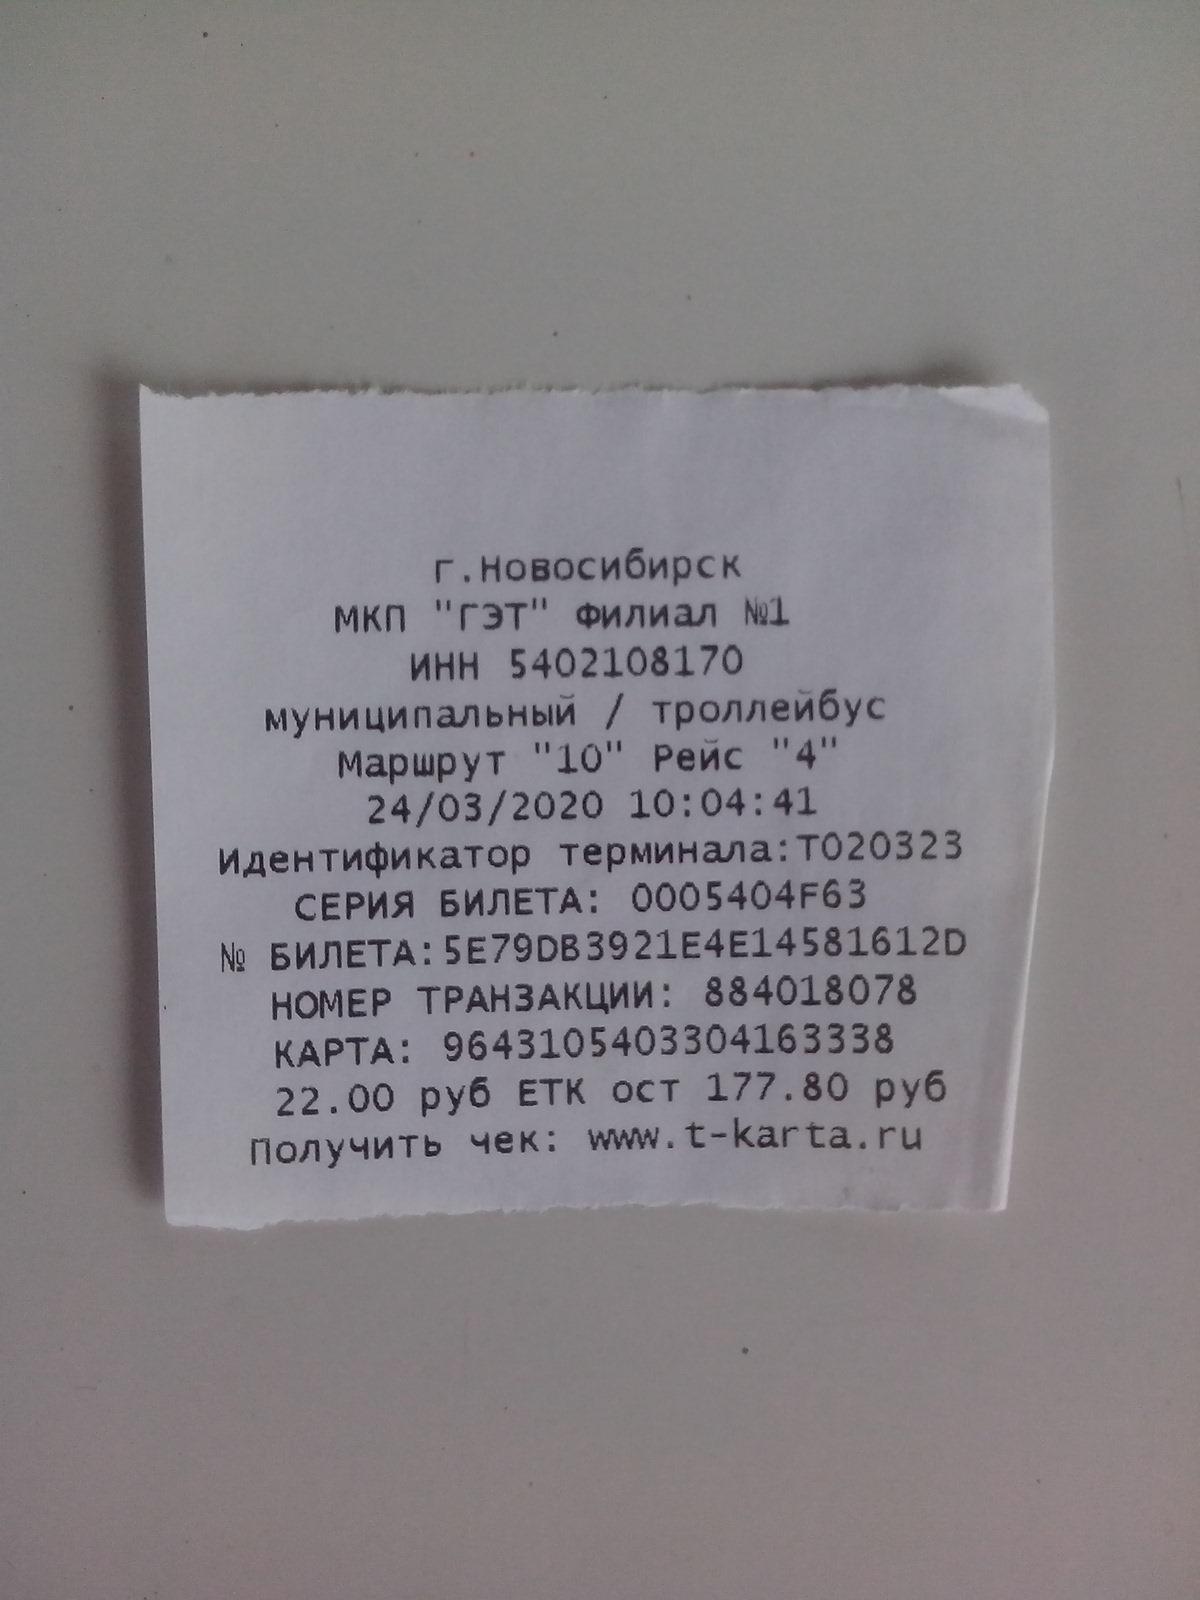 г.Новосибирск
МКП "ГЭТ" Филиал №1
ИНН 5402108170
муниципальный / троллейбус
Маршрут "10" Рейс "4"
24/03/2020 10:04:41
Идентификатор терминала:T020323
СЕРИЯ БИЛЕТА: 0005404F63
№ БИЛЕТА:5E79DB3921E4E14581612D
НОМЕР ТРАНЗАКЦИИ: 884018078
КАРТА: 9643105403304163338
22.00 руб ЕТК ост 177.80 руб
Получить чек: www.t-karta.ru